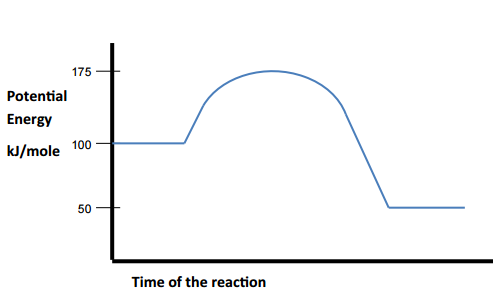 175
Potential
Energy
kJ/mole
100
50
Time of the reaction